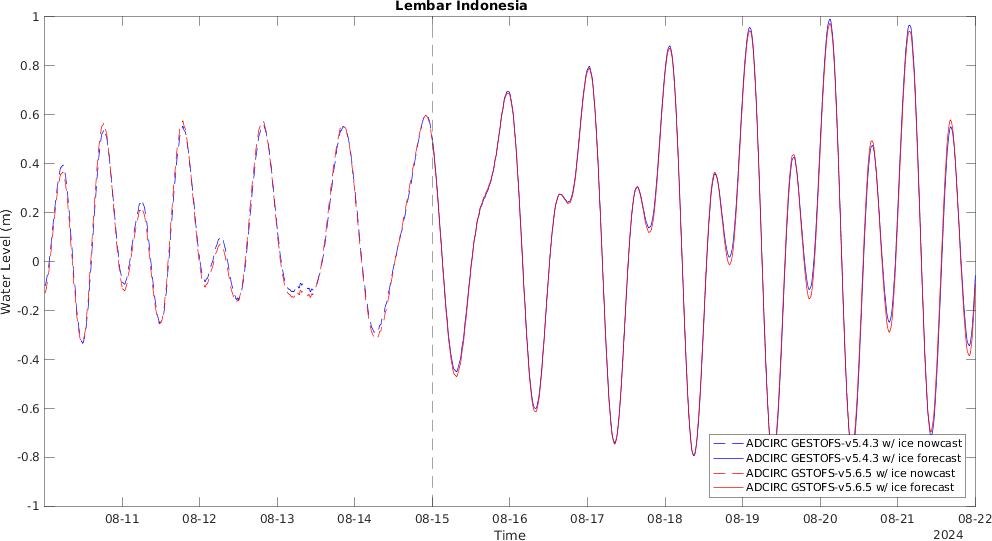 Lembar Indonesia
1
0.8
0.6
0.4
0.2
0
-0.2
-0.4
-0.6
-0.8
-1
Water Level (m)
ADCIRC GESTOFS-v5.4.3 w/ ice nowcast
ADCIRC GESTOFS-v5.4.3 w/ ice forecast
ADCIRC GSTOFS-v5.6.5 w/ ice nowcast
ADCIRC GSTOFS-v5.6.5 w/ ice forecast
08-11 08-12 08-13 08-14 08-15 08-16 08-17 08-18 08-19 08-20 08-21 08-22
Time
2024